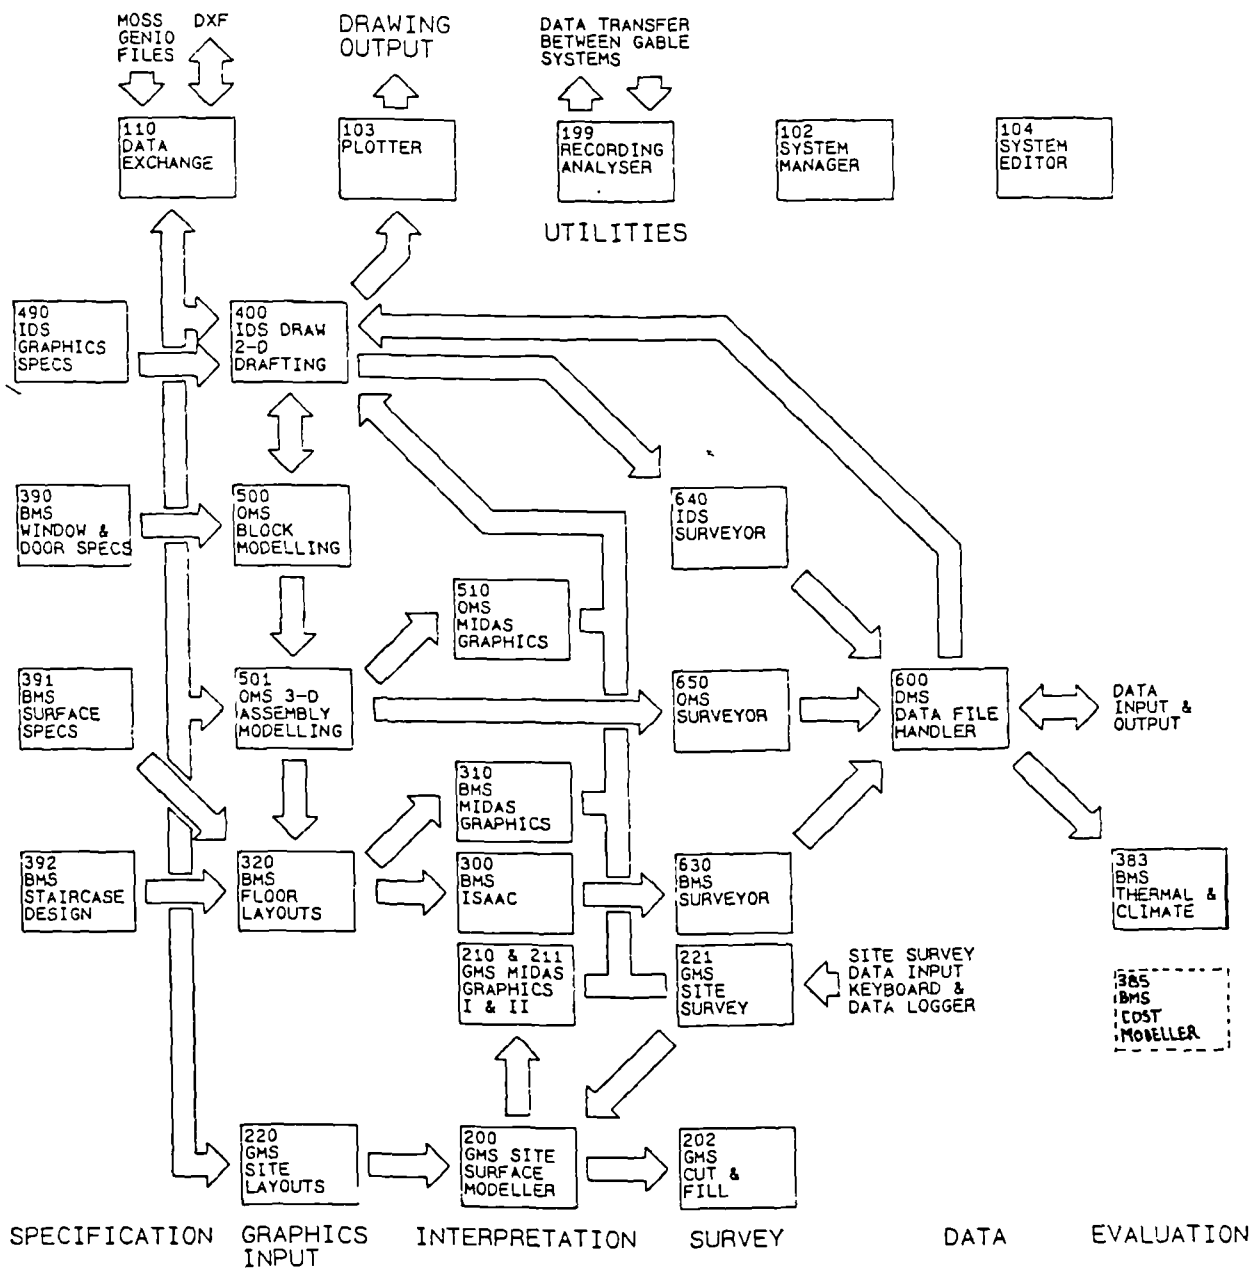 MOSS
GENIO
FILES
DXF
DRAWING
OUTPUT
DATA TRANSFER
BETWEEN GABLE
SYSTEMS
110
DATA
EXCHANGE
103
PLOTTER
199
RECORDING
ANALYSER
102
SYSTEM
MANAGER
104
SYSTEM
EDITOR
UTILITIES
490
IDS
GRAPHICS
SPECS
400
IDS DRAW
2-D
DRAFTING
390
BMS
WINDOW &
DOOR SPECS
500
OMS
BLOCK
MODELLING
640
IDS
SURVEYOR
510
OMS
MIDAS
GRAPHICS
391
BMS
SURFACE
SPECS
501
OMS 3-D
ASSEMBLY
MODELLING
650
OMS
SURVEYOR
600
DMS
DATA FILE
HANDLER
DATA
INPUT &
OUTPUT
310
BMS
MIDAS
GRAPHICS
392
BMS
STAIRCASE
DESIGN
320
BMS
FLOOR
LAYOUTS
300
BMS
ISAAC
630
BMS
SURVEYOR
383
BMS
THERMAL &
CLIMATE
210 & 211
GMS MIDAS
GRAPHICS
I & II
221
GMS
SITE
SURVEY
SITE SURVEY
DATA INPUT
KEYBOARD &
DATA LOGGER
385
BMS
COST
MODELLER
220
GMS
SITE
LAYOUTS
200
GMS SITE
SURFACE
MODELLER
202
GMS
CUT &
FILL
SPECIFICATION
GRAPHICS
INPUT
INTERPRETATION
SURVEY
DATA
EVALUATION